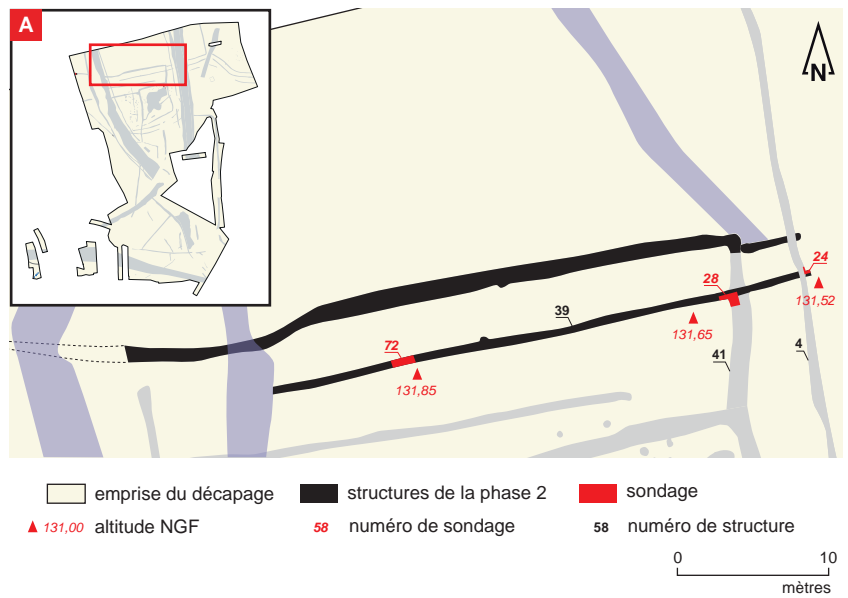 A
N
24
28
131,52
39
131,65
72
4
41
131,85
emprise du décapage
structures de la phase 2
sondage
131,00 altitude NGF
58 numéro de sondage
58 numéro de structure
0 10
mètres